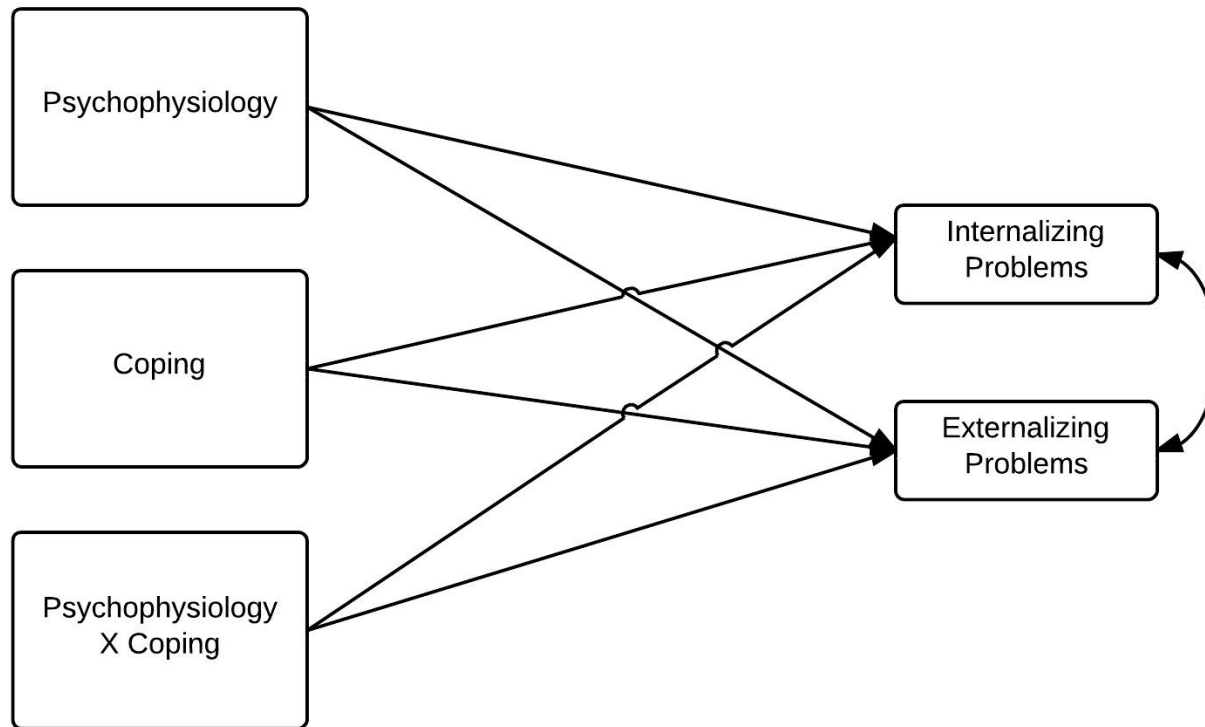 Psychophysiology
Internalizing
Problems
Coping
Externalizing
Problems
Psychophysiology
X Coping